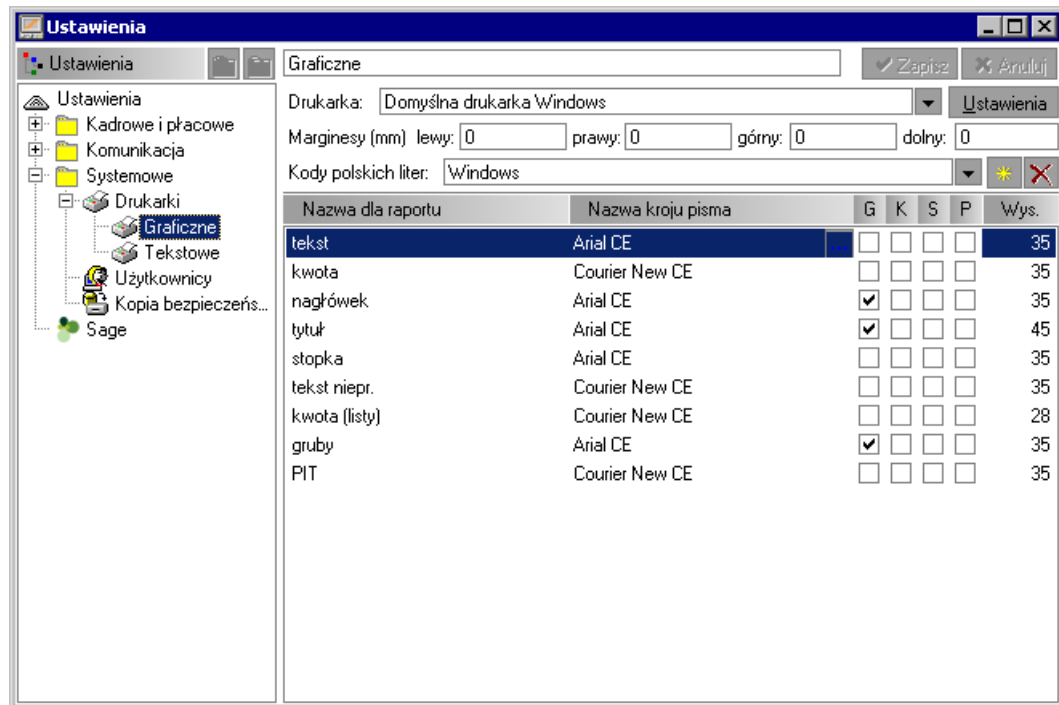 Ustawienia
Ustawienia
Graficzne
Zapisz
Anuluj
Ustawienia
Kadrowe i płacowe
Komunikacja
Systemowe
Drukarki
Graficzne
Tekstowe
Użytkownicy
Kopia bezpieczeńs...
Sage
Drukarka: Domyślna drukarka Windows Ustawienia
Marginesy (mm) lewy: 0 prawy: 0 górny: 0 dolny: 0
Kody polskich liter: Windows
Nazwa dla raportu Nazwa kroju pisma G K S P Wys.
tekst Arial CE ... 35
kwota Courier New CE 35
nagłówek Arial CE 35
tytuł Arial CE 45
stopka Arial CE 35
tekst niepr. Courier New CE 35
kwota (listy) Courier New CE 28
gruby Arial CE 35
PIT Courier New CE 35